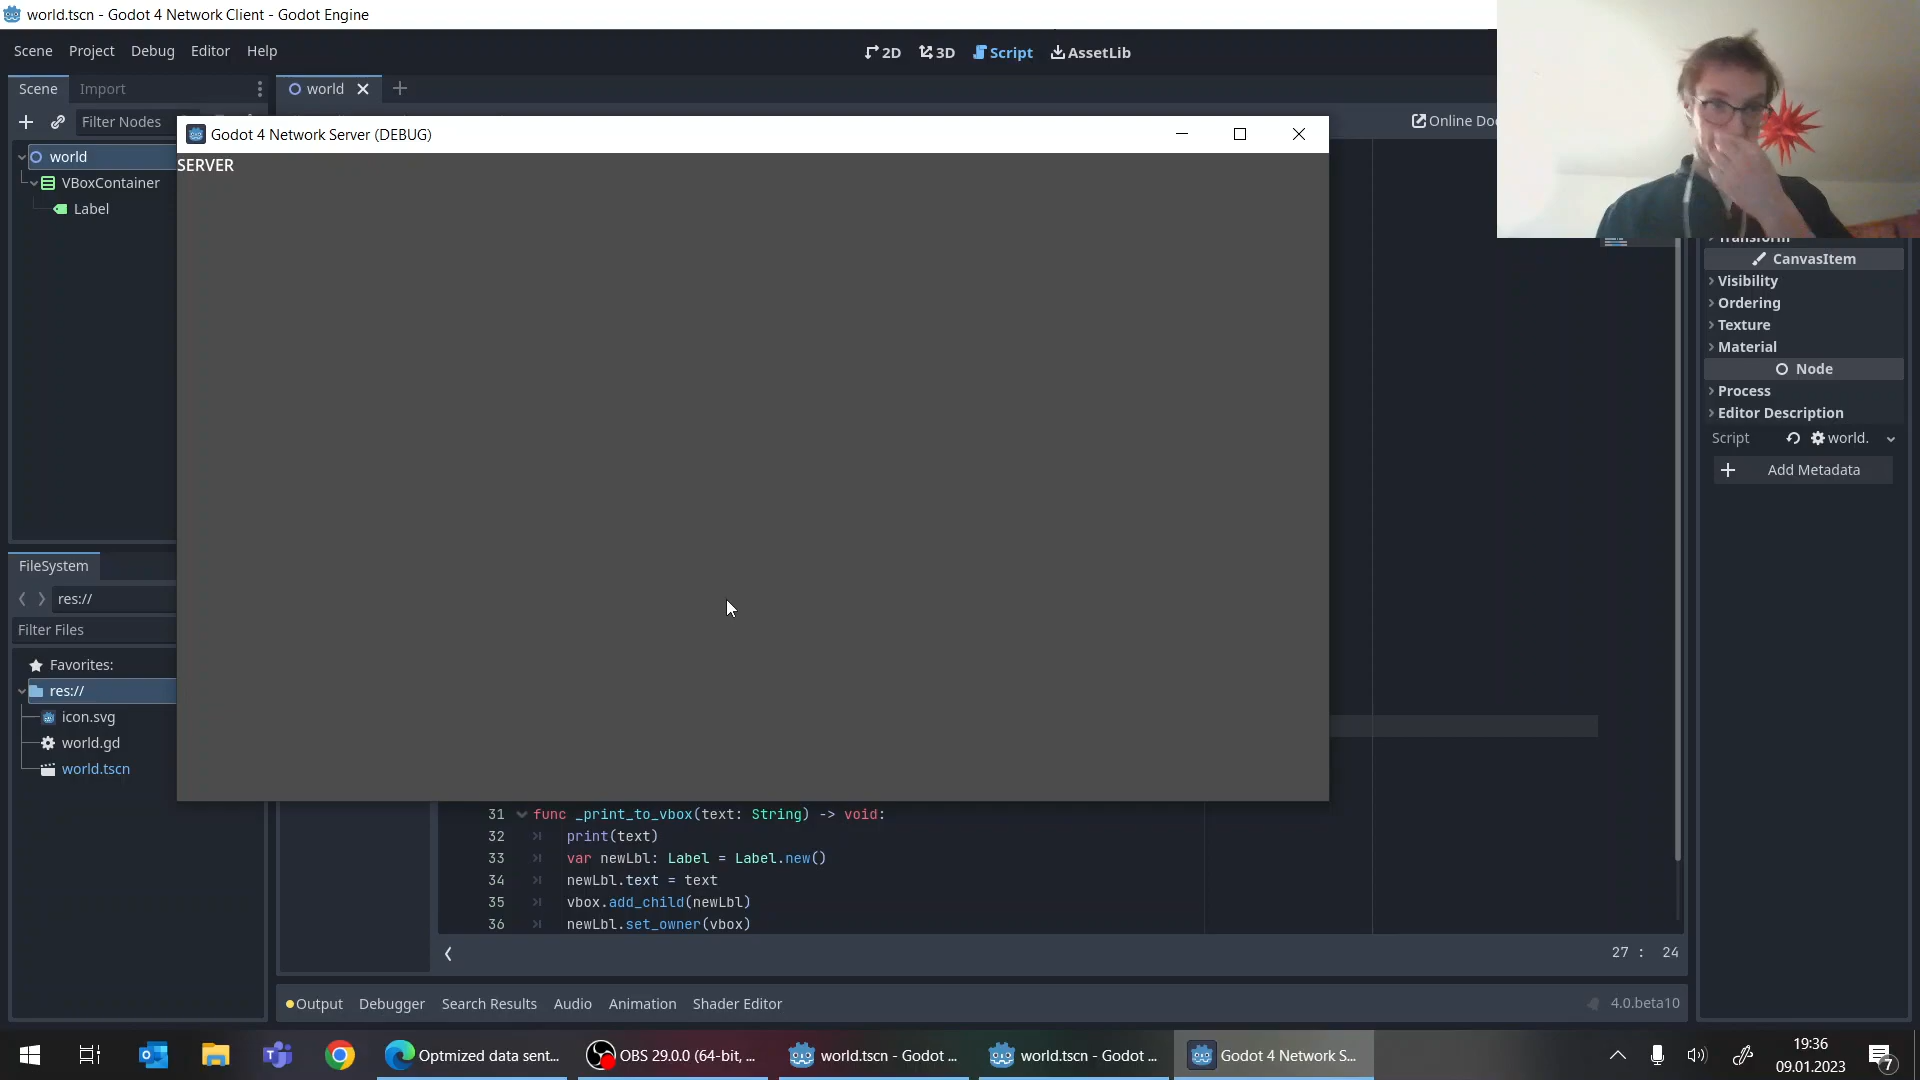 world.tscn - Godot 4 Network Client - Godot Engine
Scene Project Debug Editor Help
2D 3D Script AssetLib
Scene Import
world
Filter Nodes
Online Doc
Godot 4 Network Server (DEBUG)
SERVER
world
VBoxContainer
Label
Transform
CanvasItem
Visibility
Ordering
Texture
Material
Node
Process
Editor Description
Script world.
Add Metadata
FileSystem
res://
Filter Files
Favorites:
res://
icon.svg
world.gd
world.tscn
31 func _print_to_vbox(text: String) -> void:
32 print(text)
33 var newLbl: Label = Label.new()
34 newLbl.text = text
35 vbox.add_child(newLbl)
36 newLbl.set_owner(vbox)
27 : 24
Output Debugger Search Results Audio Animation Shader Editor
4.0.beta10
Optmized data sent...
OBS 29.0.0 (64-bit, ...
world.tscn - Godot ...
world.tscn - Godot ...
Godot 4 Network S...
19:36
09.01.2023
7